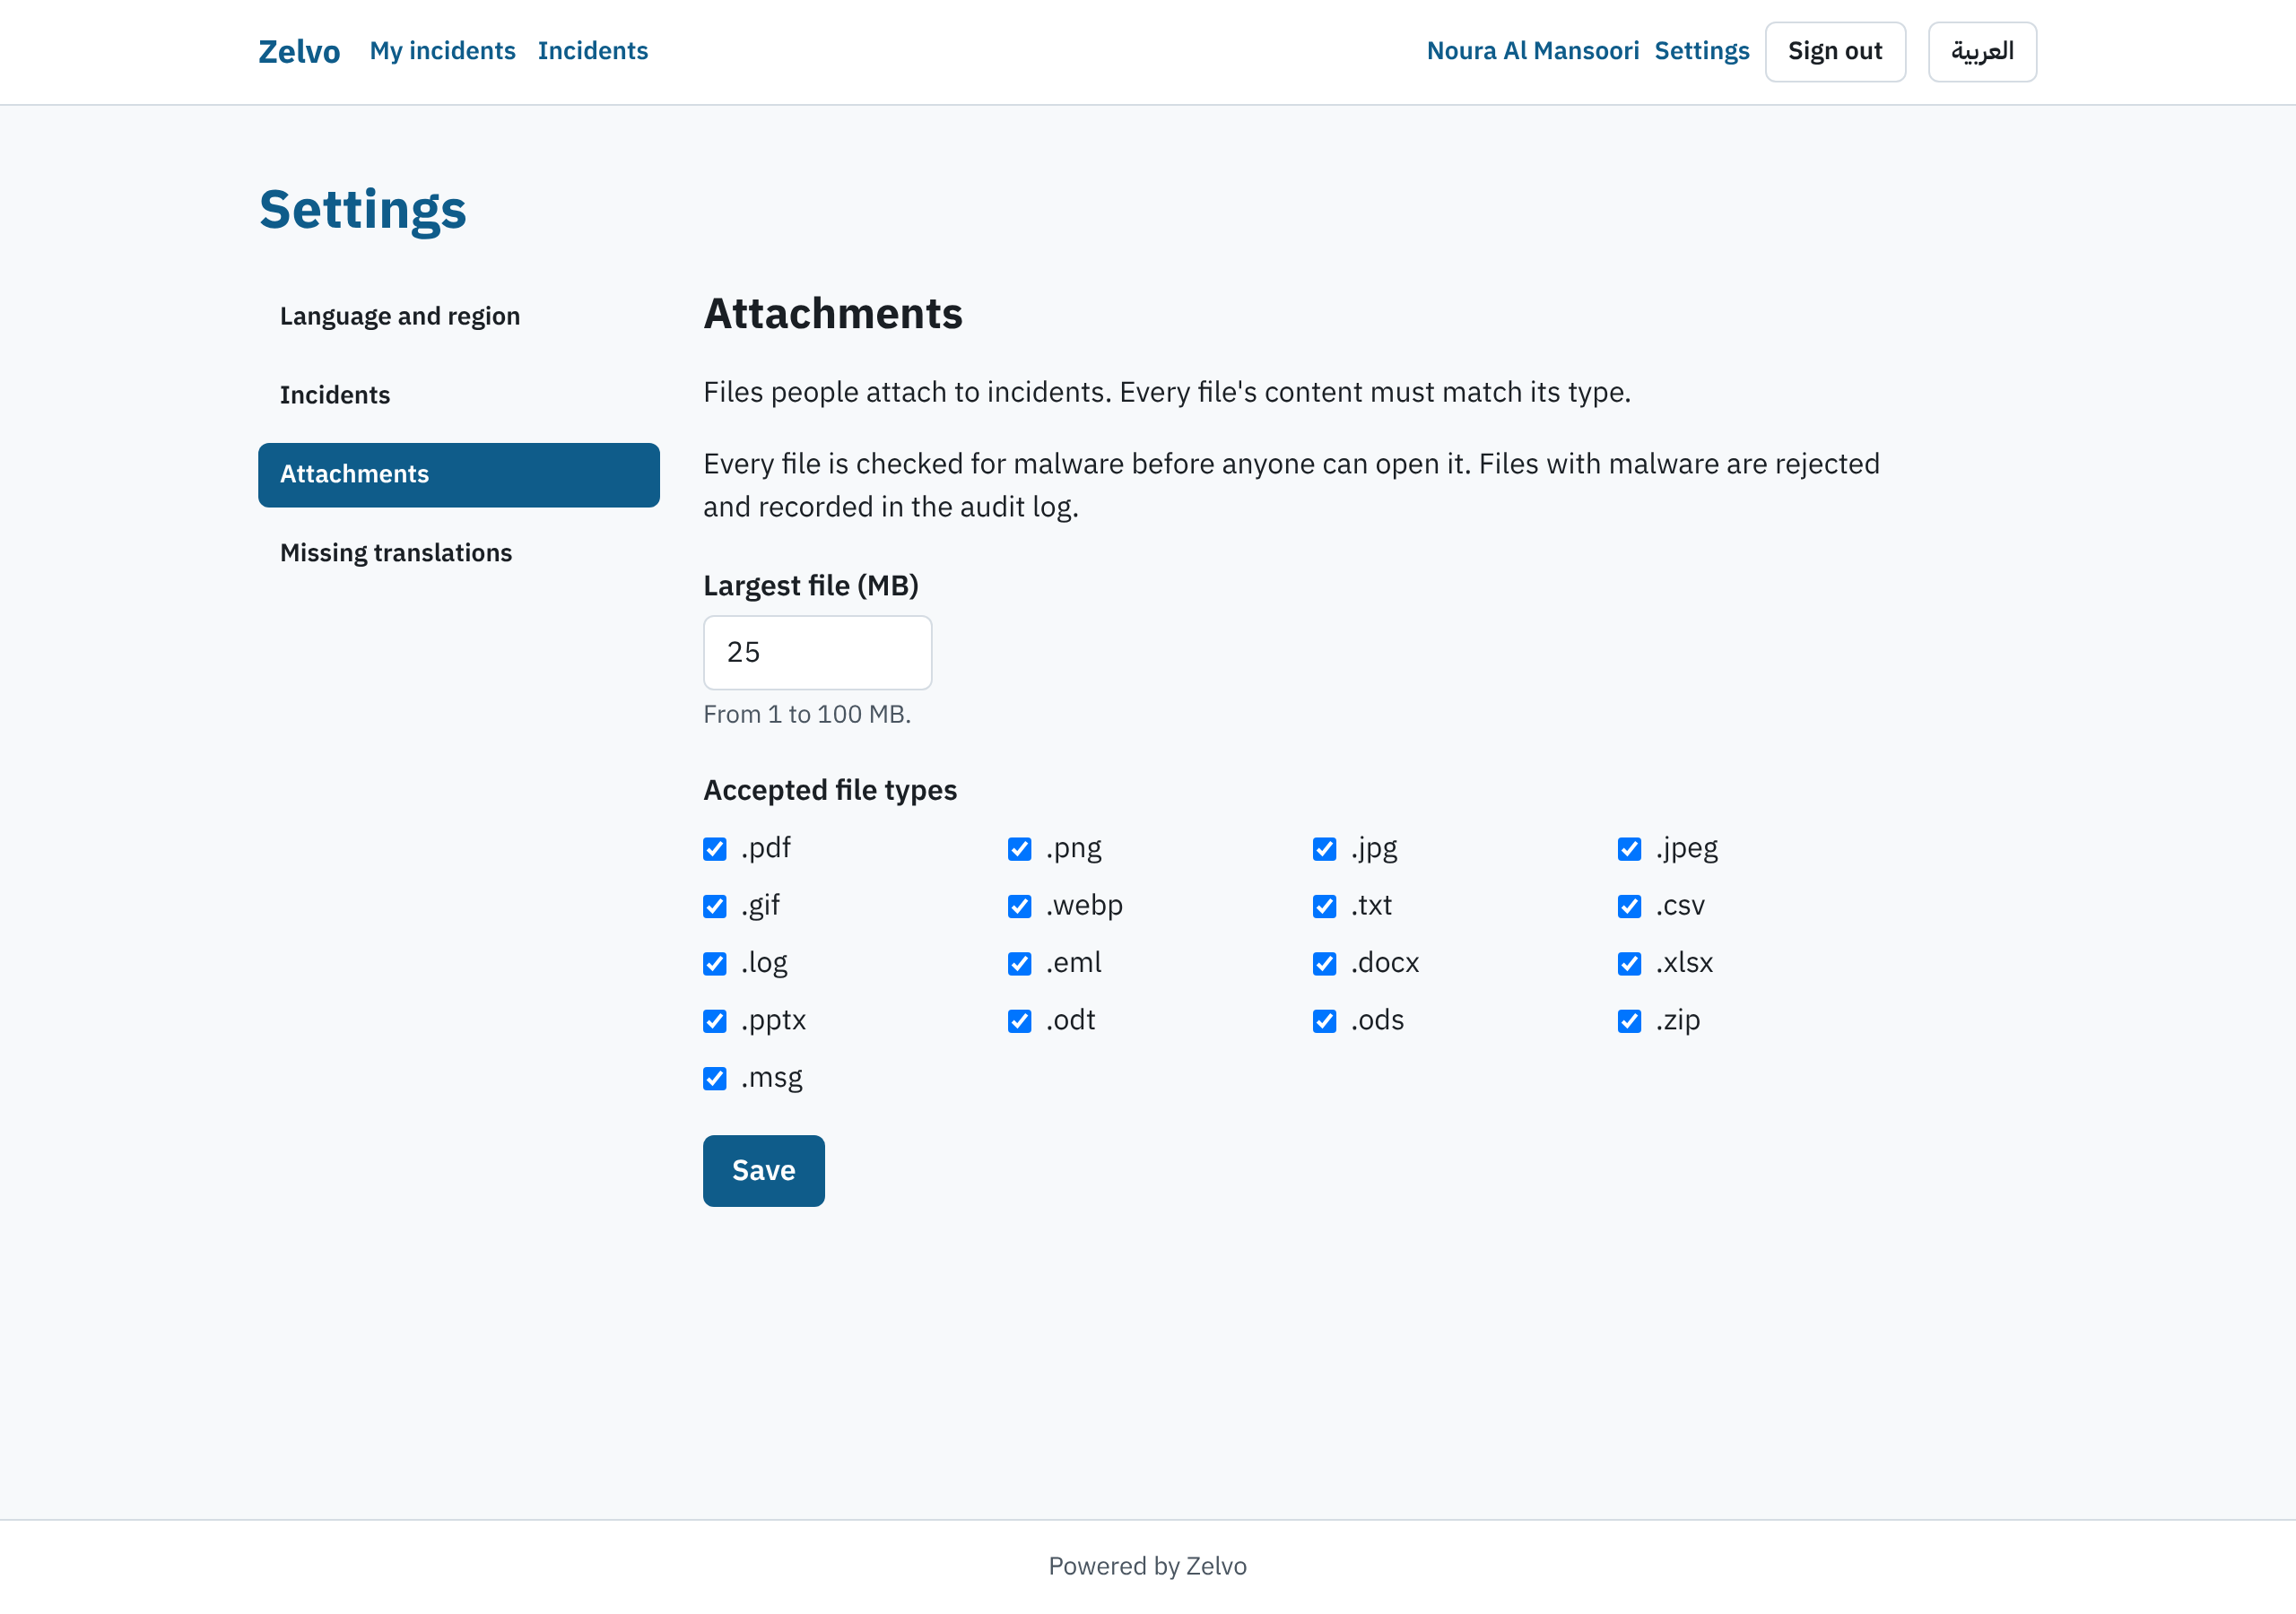 Zelvo My incidents Incidents Noura Al Mansoori Settings Sign out العربية
Settings
Language and region
Incidents
Attachments
Missing translations
Attachments
Files people attach to incidents. Every file's content must match its type.
Every file is checked for malware before anyone can open it. Files with malware are rejected
and recorded in the audit log.
Largest file (MB)
25
From 1 to 100 MB.
Accepted file types
.pdf .png .jpg .jpeg
.gif .webp .txt .csv
.log .eml .docx .xlsx
.pptx .odt .ods .zip
.msg
Save
Powered by Zelvo